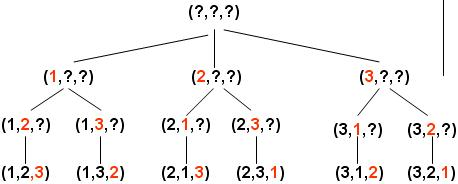 (?,?,?)
(1,?,?) (2,?,?) (3,?,?)
(1,2,?) (1,3,?) (2,1,?) (2,3,?) (3,1,?) (3,2,?)
(1,2,3) (1,3,2) (2,1,3) (2,3,1) (3,1,2) (3,2,1)